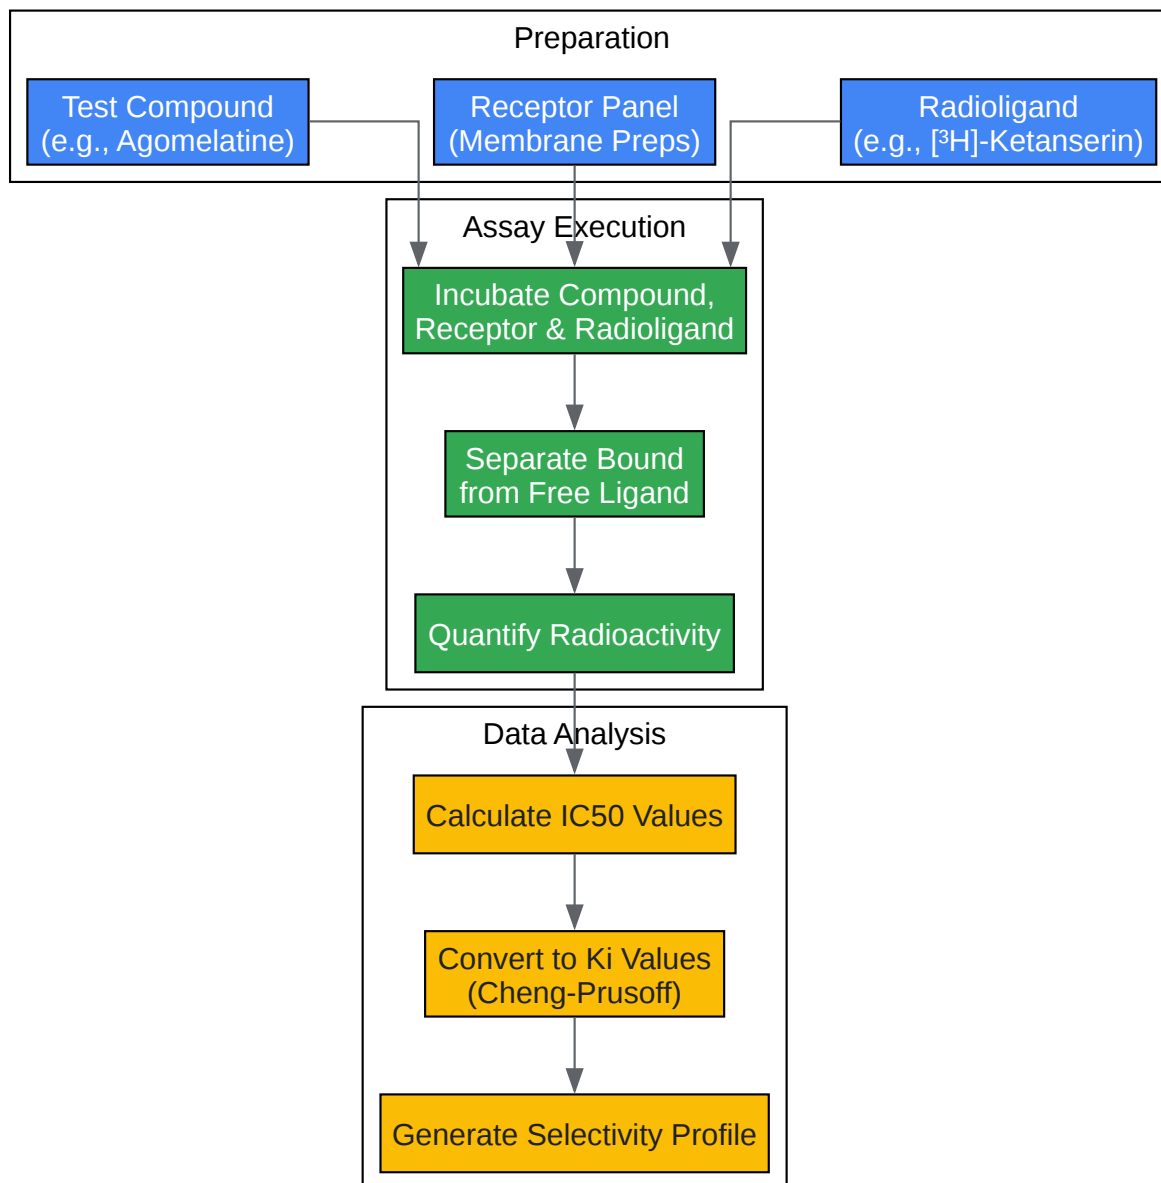 Preparation
Test Compound
(e.g., Agomelatine)
Receptor Panel
(Membrane Preps)
Radioligand
(e.g., [³H]-Ketanserin)
Assay Execution
Incubate Compound,
Receptor & Radioligand
Separate Bound
from Free Ligand
Quantify Radioactivity
Data Analysis
Calculate IC50 Values
Convert to Ki Values
(Cheng-Prusoff)
Generate Selectivity Profile